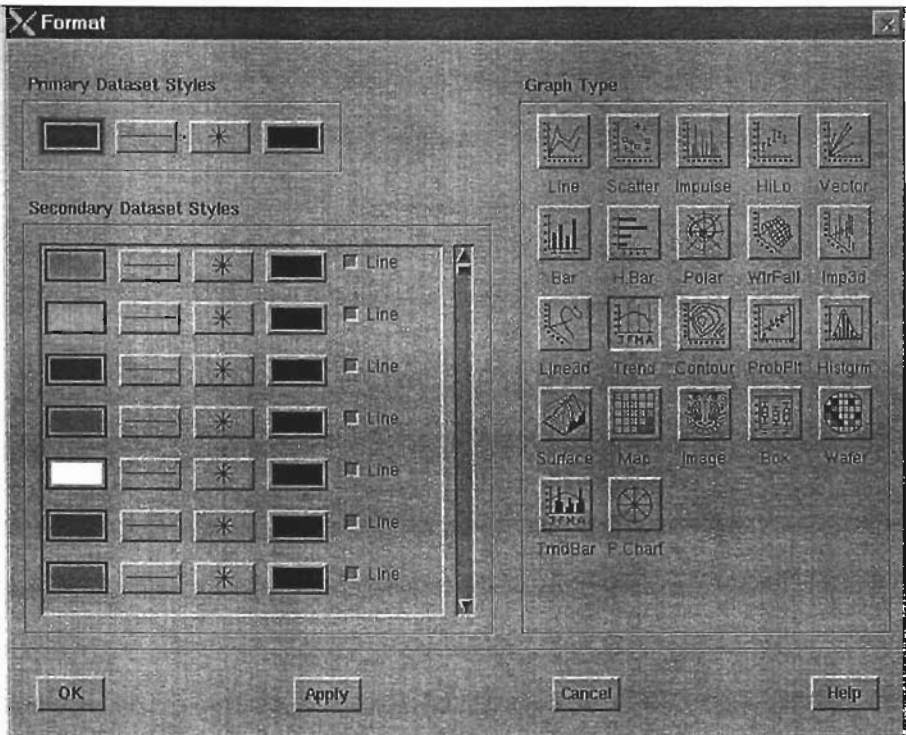 Format
Primary Dataset Styles
Secondary Dataset Styles
Line
Line
Line
Line
Line
Line
Line
Graph Type
Line Scatter Impulse HiLo Vector
Bar H.Bar Polar WtrFall Imp3d
Line3d Trend Contour ProbPlt Histgrm
JFMA
Surface Map Image Box Wafer
JFMA
TrndBar P.Chart
OK Apply Cancel Help